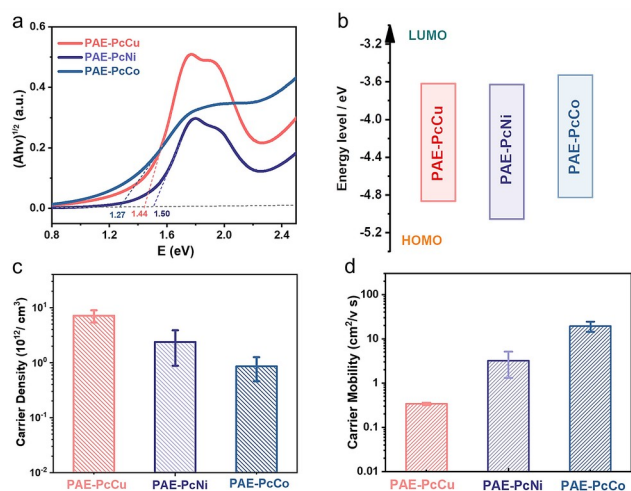 a
0.6
0.4
0.2
0.0
(Ahv)^1/2 (a.u.)
PAE-PcCu
PAE-PcNi
PAE-PcCo
1.27
1.44
1.50
0.8
1.2
1.6
2.0
2.4
E (eV)
b
LUMO
-3.2
-3.6
-4.0
-4.4
-4.8
-5.2
Energy level / eV
PAE-PcCu
PAE-PcNi
PAE-PcCo
HOMO
c
10^1
10^0
10^-1
10^-2
Carrier Density (10^12/ cm^3)
PAE-PcCu
PAE-PcNi
PAE-PcCo
d
100
10
1
0.1
0.01
Carrier Mobility (cm^2/v s)
PAE-PcCu
PAE-PcNi
PAE-PcCo